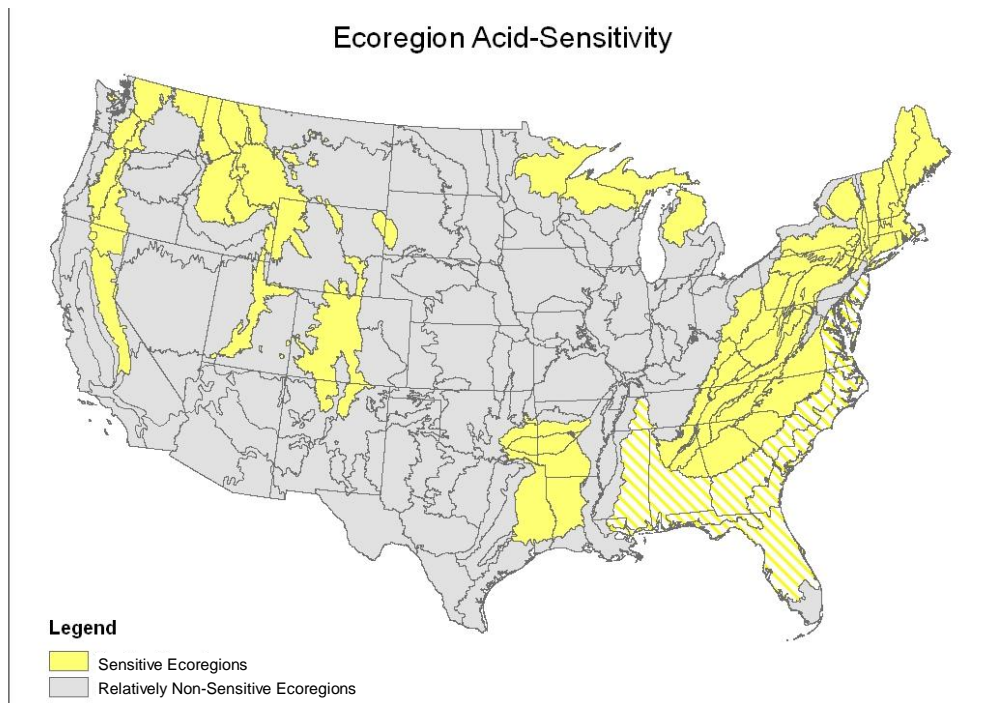 Ecoregion Acid-Sensitivity
Legend
Sensitive Ecoregions
Relatively Non-Sensitive Ecoregions